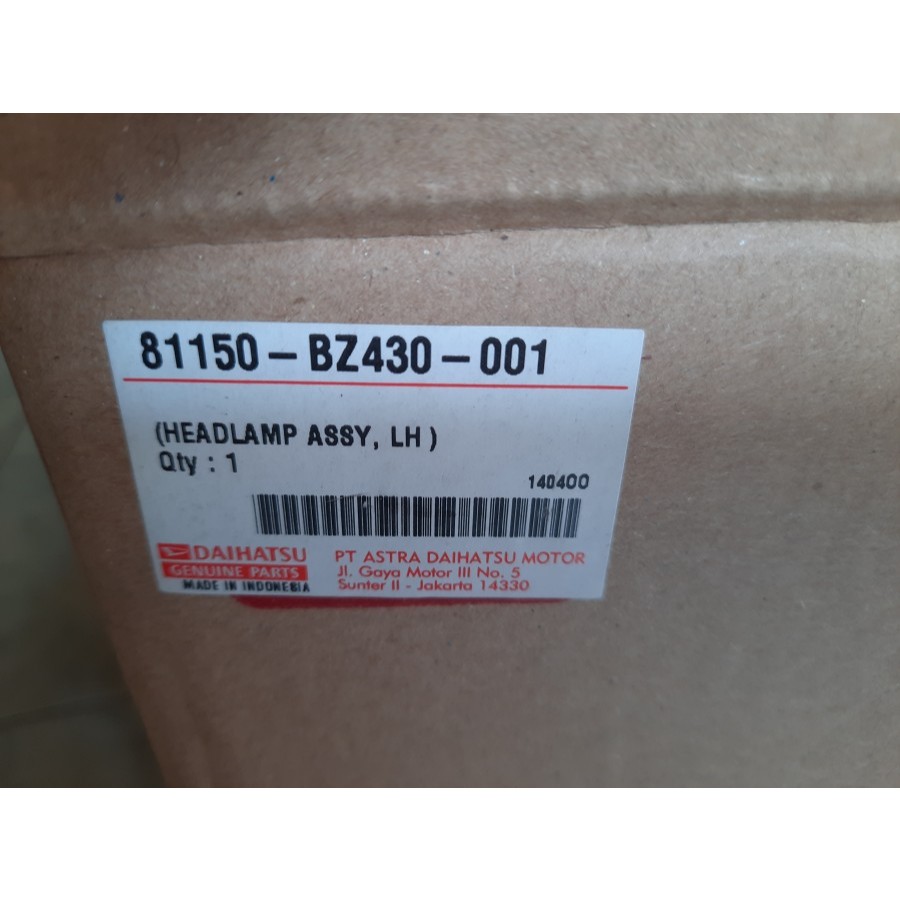 81150-BZ430-001
(HEADLAMP ASSY, LH)
Qty : 1
140400
DAIHATSU
GENUINE PARTS
MADE IN INDONESIA
PT ASTRA DAIHATSU MOTOR
Jl. Gaya Motor III No. 5
Sunter II - Jakarta 14330